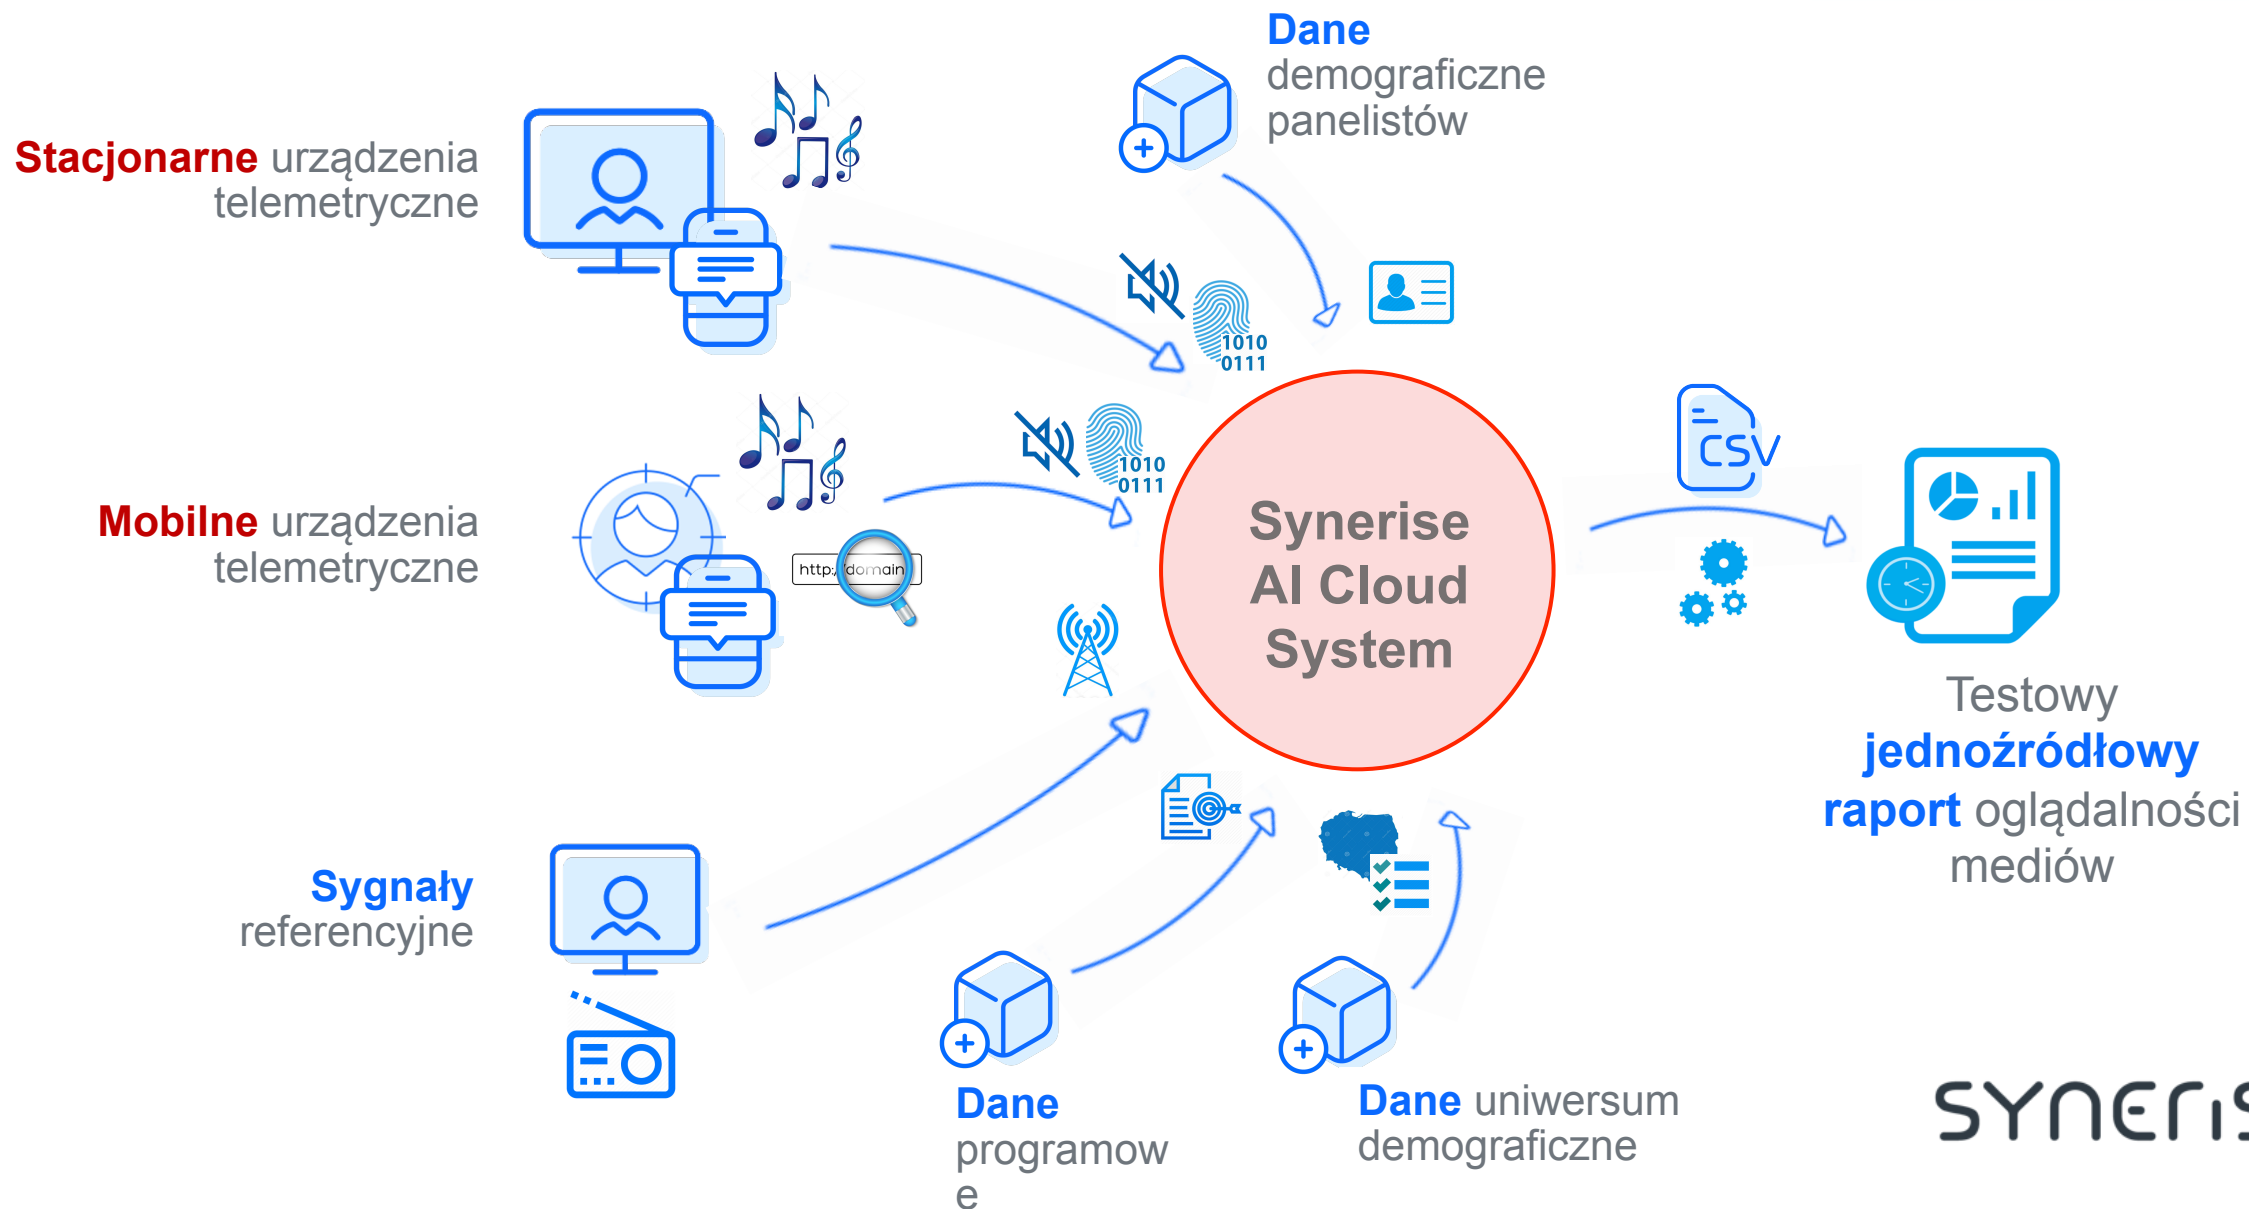 Dane
demograficzne
panelistów
Stacjonarne urządzenia
telemetryczne
1010
0111
Mobilne urządzenia
telemetryczne
http://domain
1010
0111
Synerise
AI Cloud
System
CSV
Testowy
jednoźródłowy
raport oglądalności
mediów
Sygnały
referencyjne
Dane
programow
e
Dane uniwersum
demograficzne
SYNERIS